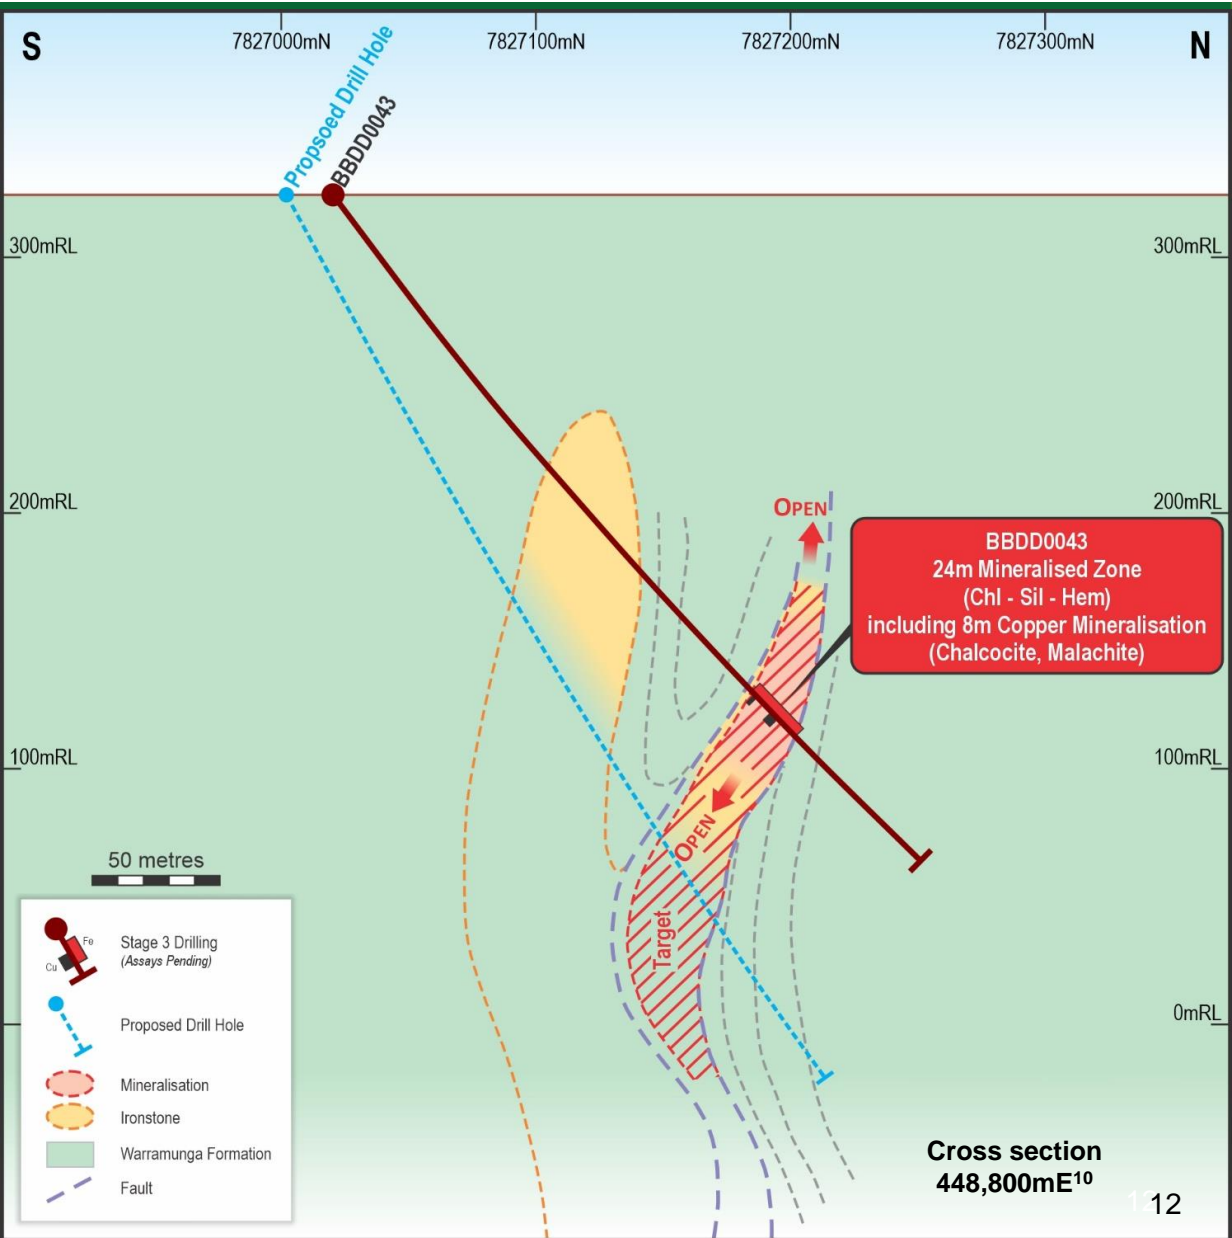 S
7827000mN
7827100mN
7827200mN
7827300mN
N
Propsoed Drill Hole
BBDD0043
300mRL
300mRL
200mRL
200mRL
OPEN
BBDD0043
24m Mineralised Zone
(Chl - Sil - Hem)
including 8m Copper Mineralisation
(Chalcocite, Malachite)
100mRL
100mRL
OPEN
Target
0mRL
50 metres
Fe
Cu
Stage 3 Drilling
(Assays Pending)
Proposed Drill Hole
Mineralisation
Ironstone
Warramunga Formation
Fault
Cross section
448,800mE10
12
12